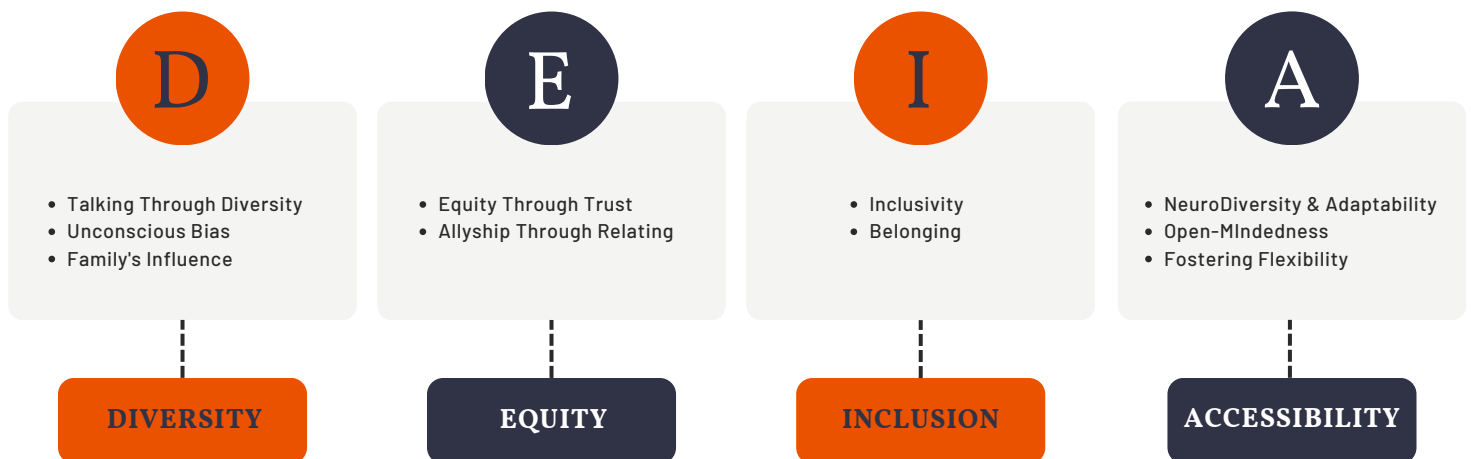 D
• Talking Through Diversity
• Unconscious Bias
• Family's Influence
DIVERSITY
E
• Equity Through Trust
• Allyship Through Relating
EQUITY
I
• Inclusivity
• Belonging
INCLUSION
A
• NeuroDiversity & Adaptability
• Open-MIndedness
• Fostering Flexibility
ACCESSIBILITY